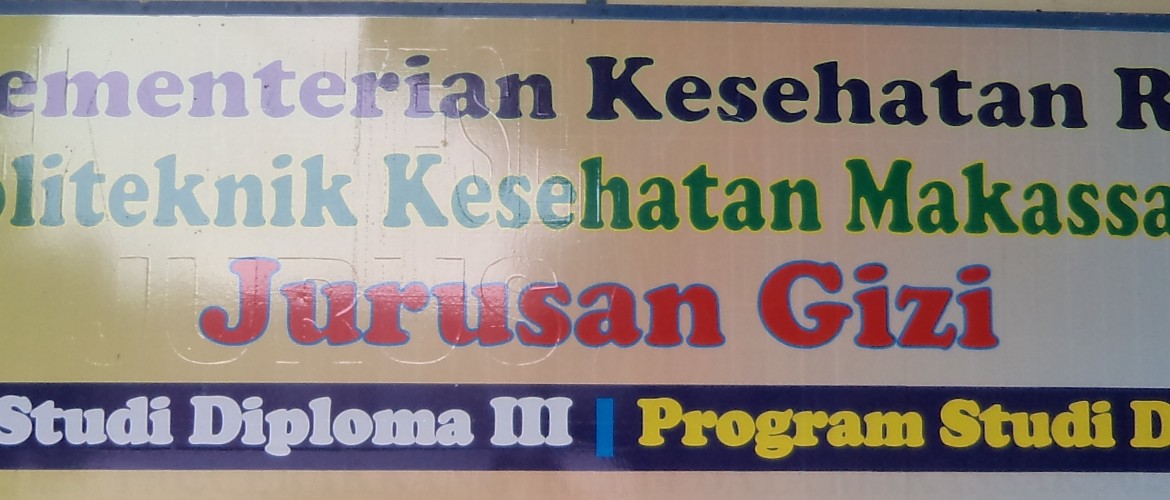 ementerian Kesehatan R
oliteknik Kesehatan Makassa
Jurusan Gizi
Studi Diploma III | Program Studi D